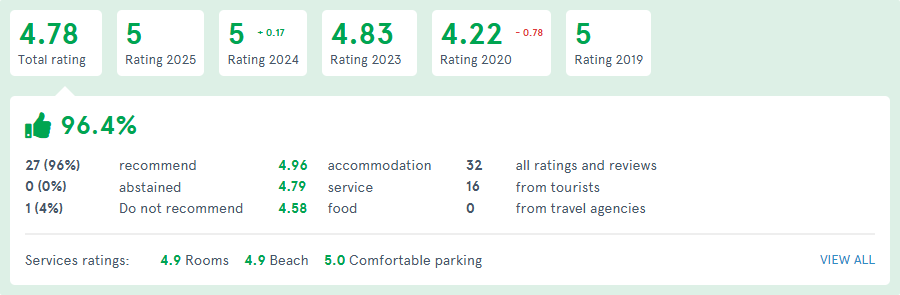 4.78
Total rating
5
Rating 2025
5 + 0.17
Rating 2024
4.83
Rating 2023
4.22 - 0.78
Rating 2020
5
Rating 2019
96.4%
27 (96%) recommend 4.96 accommodation 32 all ratings and reviews
0 (0%) abstained 4.79 service 16 from tourists
1 (4%) Do not recommend 4.58 food 0 from travel agencies
Services ratings: 4.9 Rooms 4.9 Beach 5.0 Comfortable parking VIEW ALL